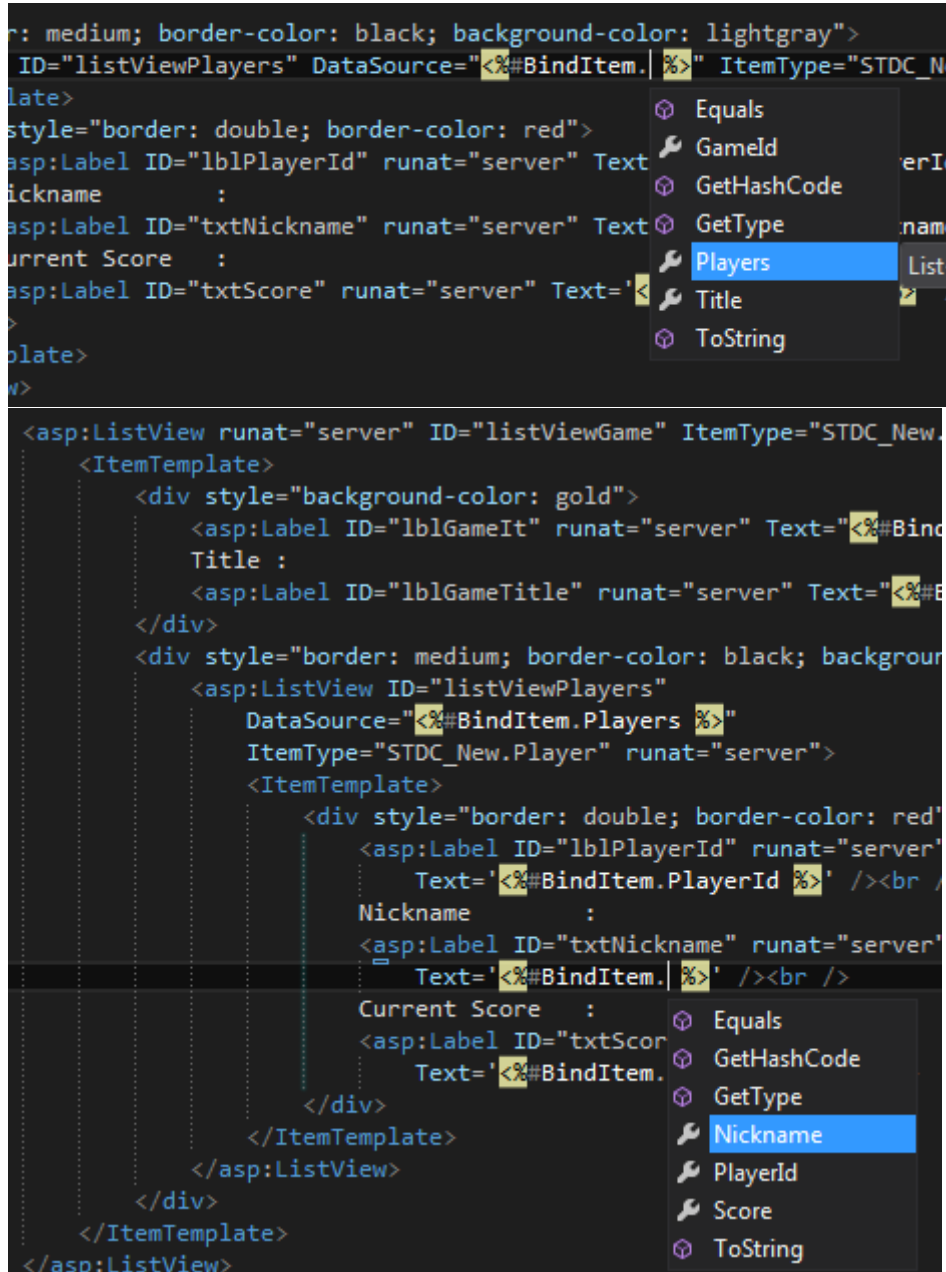 r: medium; border-color: black; background-color: lightgray">
ID="listViewPlayers" DataSource="<%#BindItem. %>" ItemType="STDC_N
late>
style="border: double; border-color: red">
asp:Label ID="lblPlayerId" runat="server" Text erId
ickname :
asp:Label ID="txtNickname" runat="server" Text tnam
urrent Score :
asp:Label ID="txtScore" runat="server" Text='<
>
plate>
w>
Equals
GameId
GetHashCode
GetType
Players
List
Title
ToString
<asp:ListView runat="server" ID="listViewGame" ItemType="STDC_New.
<ItemTemplate>
<div style="background-color: gold">
<asp:Label ID="lblGameIt" runat="server" Text="<%#Bind
Title :
<asp:Label ID="lblGameTitle" runat="server" Text="<%#B
</div>
<div style="border: medium; border-color: black; backgroun
<asp:ListView ID="listViewPlayers"
DataSource="<%#BindItem.Players %>"
ItemType="STDC_New.Player" runat="server">
<ItemTemplate>
<div style="border: double; border-color: red"
<asp:Label ID="lblPlayerId" runat="server"
Text='<%#BindItem.PlayerId %>' /><br /
Nickname :
<asp:Label ID="txtNickname" runat="server"
Text='<%#BindItem. %>' /><br />
Current Score :
<asp:Label ID="txtScor
Text='<%#BindItem.
</div>
</ItemTemplate>
</asp:ListView>
</div>
</ItemTemplate>
</asp:ListView>
Equals
GetHashCode
GetType
Nickname
PlayerId
Score
ToString